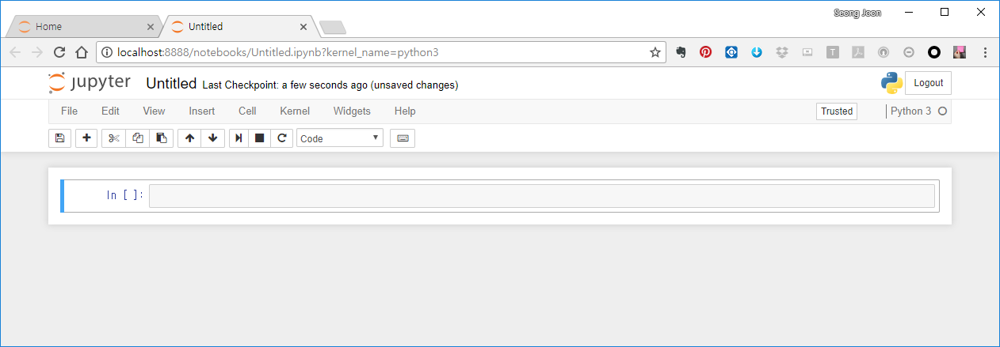 Seong Joon
Home
Untitled
localhost:8888/notebooks/Untitled.ipynb?kernel_name=python3
T
jupyter Untitled Last Checkpoint: a few seconds ago (unsaved changes)
Logout
File Edit View Insert Cell Kernel Widgets Help
Trusted
Python 3
Code
In [ ]: